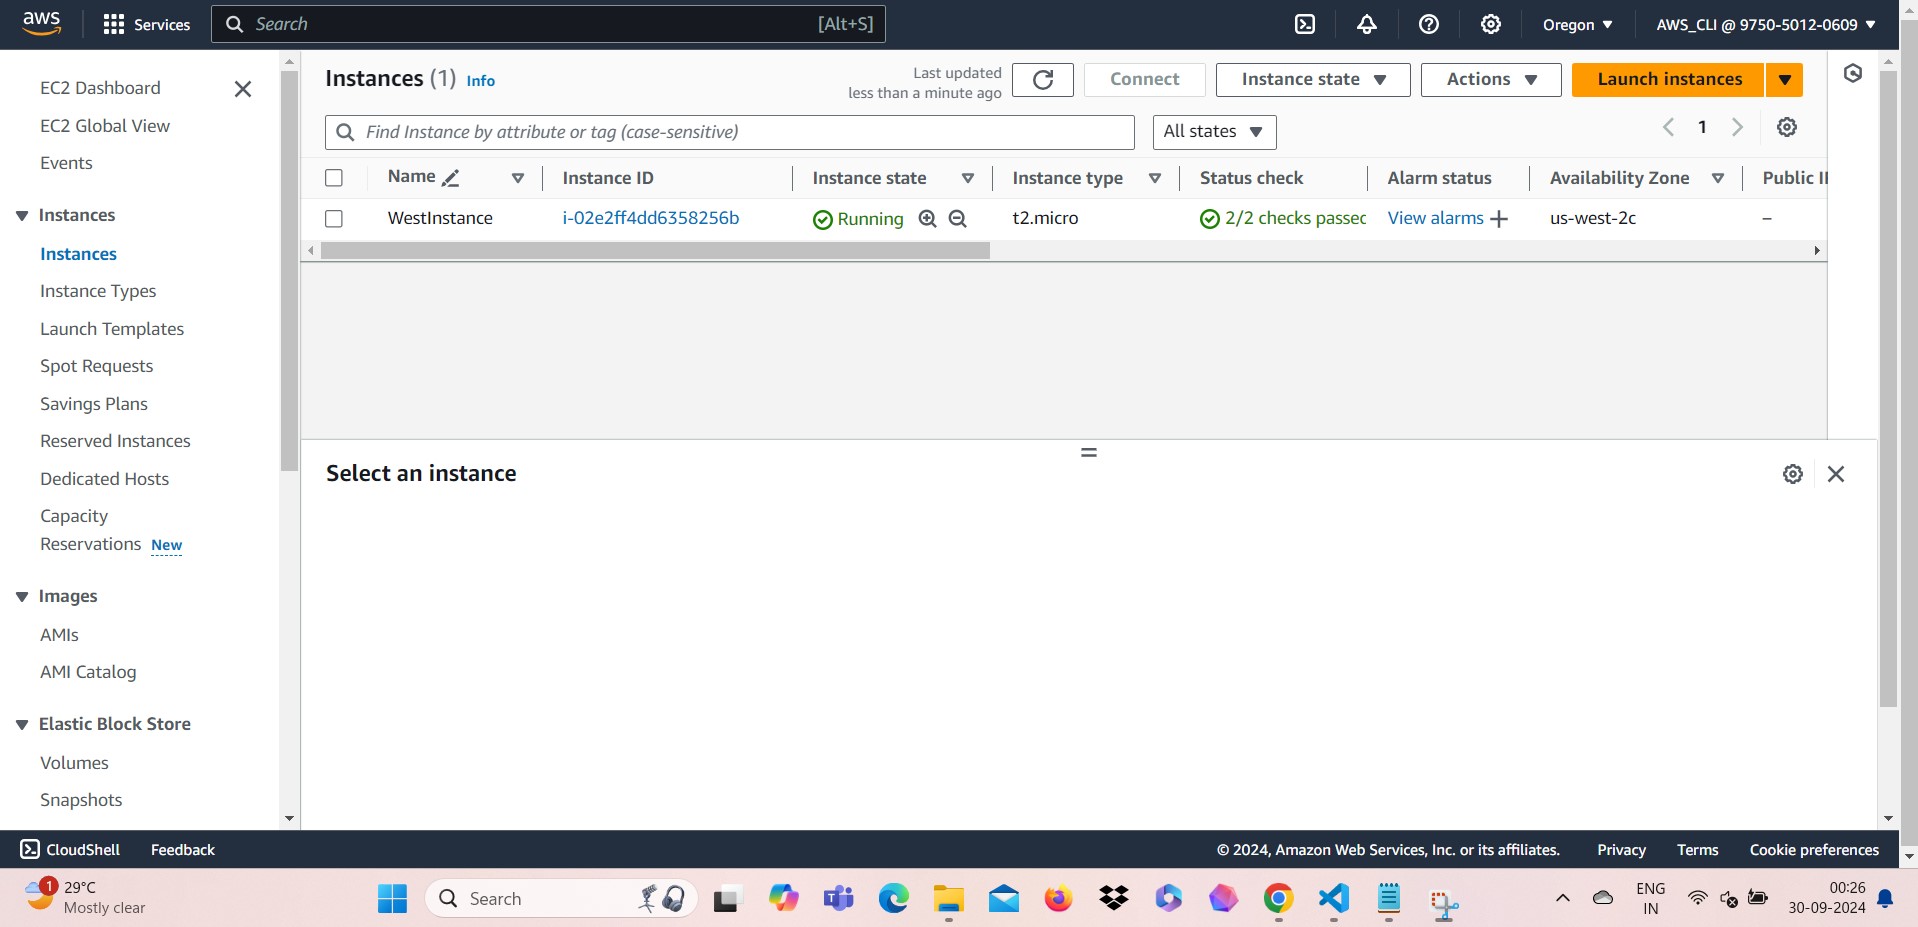 aws
Services
Search
[Alt+S]
Oregon
AWS_CLI @ 9750-5012-0609
EC2 Dashboard
EC2 Global View
Events
Instances
Instances
Instance Types
Launch Templates
Spot Requests
Savings Plans
Reserved Instances
Dedicated Hosts
Capacity
Reservations New
Images
AMIs
AMI Catalog
Elastic Block Store
Volumes
Snapshots
Instances (1) Info
Last updated
less than a minute ago
Connect
Instance state
Actions
Launch instances
Find Instance by attribute or tag (case-sensitive)
All states
1
Name Instance ID Instance state Instance type Status check Alarm status Availability Zone Public
WestInstance i-02e2ff4dd6358256b Running t2.micro 2/2 checks passec View alarms + us-west-2c –
Select an instance
CloudShell Feedback
© 2024, Amazon Web Services, Inc. or its affiliates. Privacy Terms Cookie preferences
1
29°C
Mostly clear
Search
ENG
IN
00:26
30-09-2024